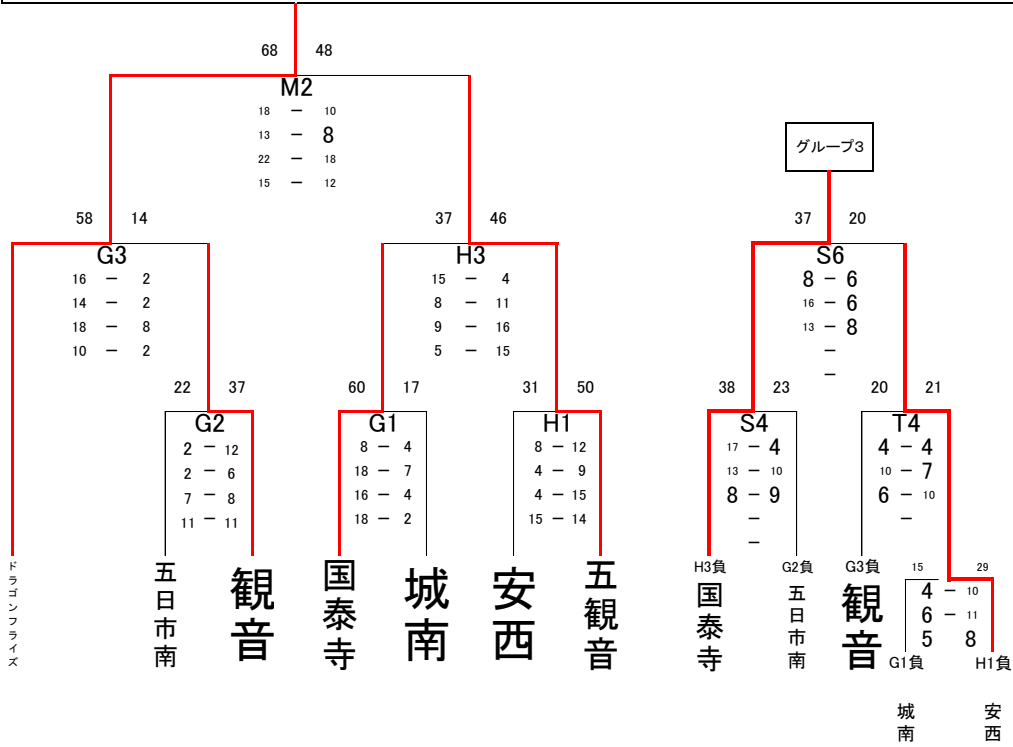 68 48
M2
18 － 10
13 － 8
22 － 18
15 － 12
グループ3
58 14
G3
16 － 2
14 － 2
18 － 8
10 － 2
37 46
H3
15 － 4
8 － 11
9 － 16
5 － 15
37 20
S6
8 － 6
16 － 6
13 － 8
－
－
22 37
G2
2 － 12
2 － 6
7 － 8
11 － 11
60 17
G1
8 － 4
18 － 7
16 － 4
18 － 2
31 50
H1
8 － 12
4 － 9
4 － 15
15 － 14
38 23
S4
17 － 4
13 － 10
8 － 9
－
－
20 21
T4
4 － 4
10 － 7
6 － 10
－
ドラゴンフライズ
五日市南
観音
国泰寺
城南
安西
五観音
H3負
国泰寺
G2負
五日市南
G3負
観音
15 29
4 － 10
6 － 11
5 8
G1負
城南
H1負
安西